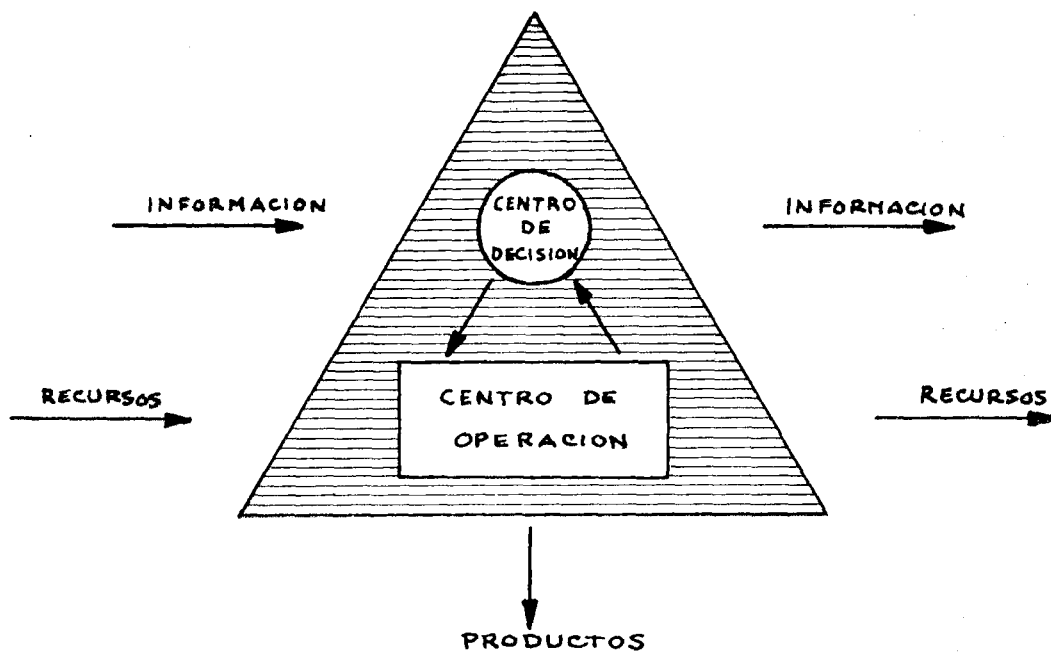 INFORMACION
CENTRO
DE
DECISION
INFORMACION
RECURSOS
CENTRO DE
OPERACION
RECURSOS
PRODUCTOS